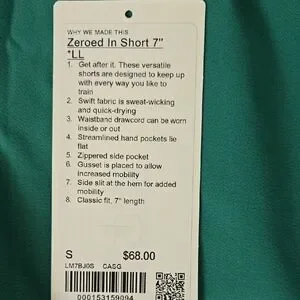 WHY WE MADE THIS
Zeroed In Short 7"
*LL
1. Get after it. These versatile
shorts are designed to keep up
with every way you like to
train
2. Swift fabric is sweat-wicking
and quick-drying
3. Waistband drawcord can be worn
inside or out
4. Streamlined hand pockets lie
flat
5. Zippered side pocket
6. Gusset is placed to allow
increased mobility
7. Side slit at the hem for added
mobility
8. Classic fit, 7" length
S $68.00
LM7BJ0S CASG
000153159094